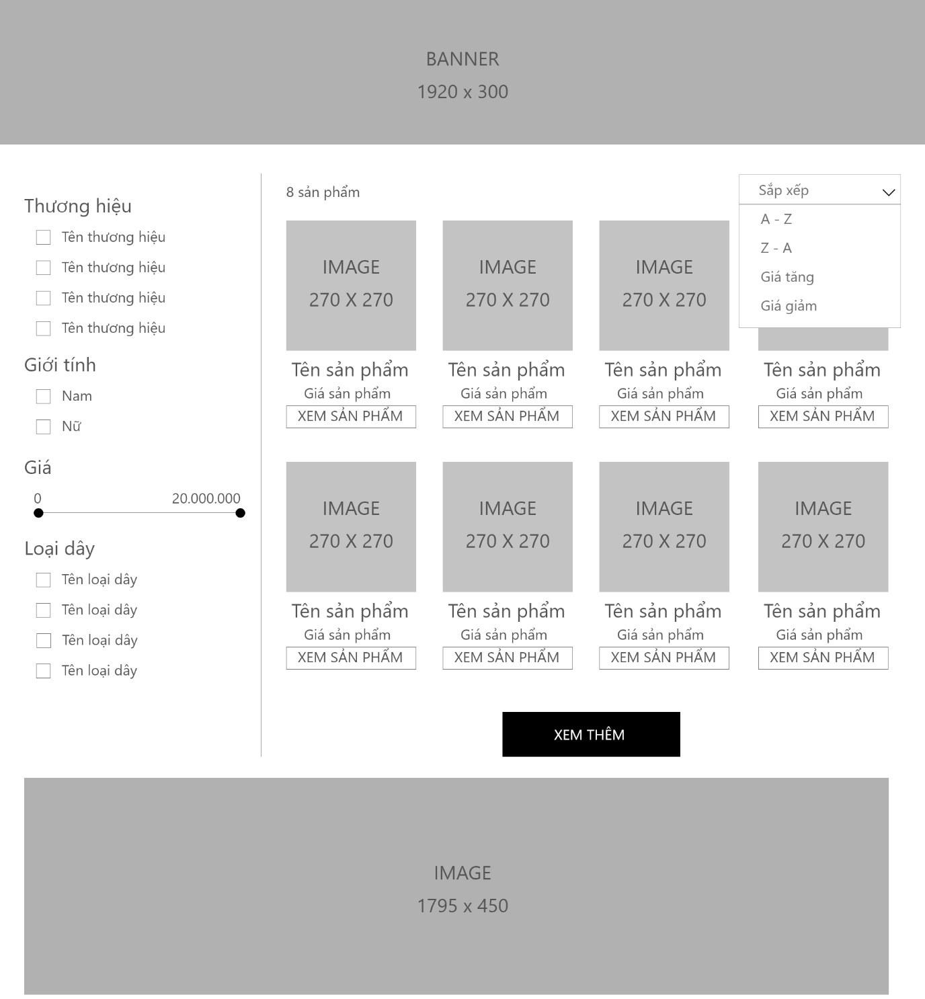 BANNER
1920 x 300
Thương hiệu
Tên thương hiệu
Tên thương hiệu
Tên thương hiệu
Tên thương hiệu
Giới tính
Nam
Nữ
Giá
0 20.000.000
Loại dây
Tên loại dây
Tên loại dây
Tên loại dây
Tên loại dây
8 sản phẩm
Sắp xếp
A - Z
Z - A
Giá tăng
Giá giảm
IMAGE IMAGE IMAGE
270 X 270 270 X 270 270 X 270
Tên sản phẩm Tên sản phẩm Tên sản phẩm Tên sản phẩm
Giá sản phẩm Giá sản phẩm Giá sản phẩm Giá sản phẩm
XEM SẢN PHẨM XEM SẢN PHẨM XEM SẢN PHẨM XEM SẢN PHẨM
IMAGE IMAGE IMAGE IMAGE
270 X 270 270 X 270 270 X 270 270 X 270
Tên sản phẩm Tên sản phẩm Tên sản phẩm Tên sản phẩm
Giá sản phẩm Giá sản phẩm Giá sản phẩm Giá sản phẩm
XEM SẢN PHẨM XEM SẢN PHẨM XEM SẢN PHẨM XEM SẢN PHẨM
XEM THÊM
IMAGE
1795 x 450